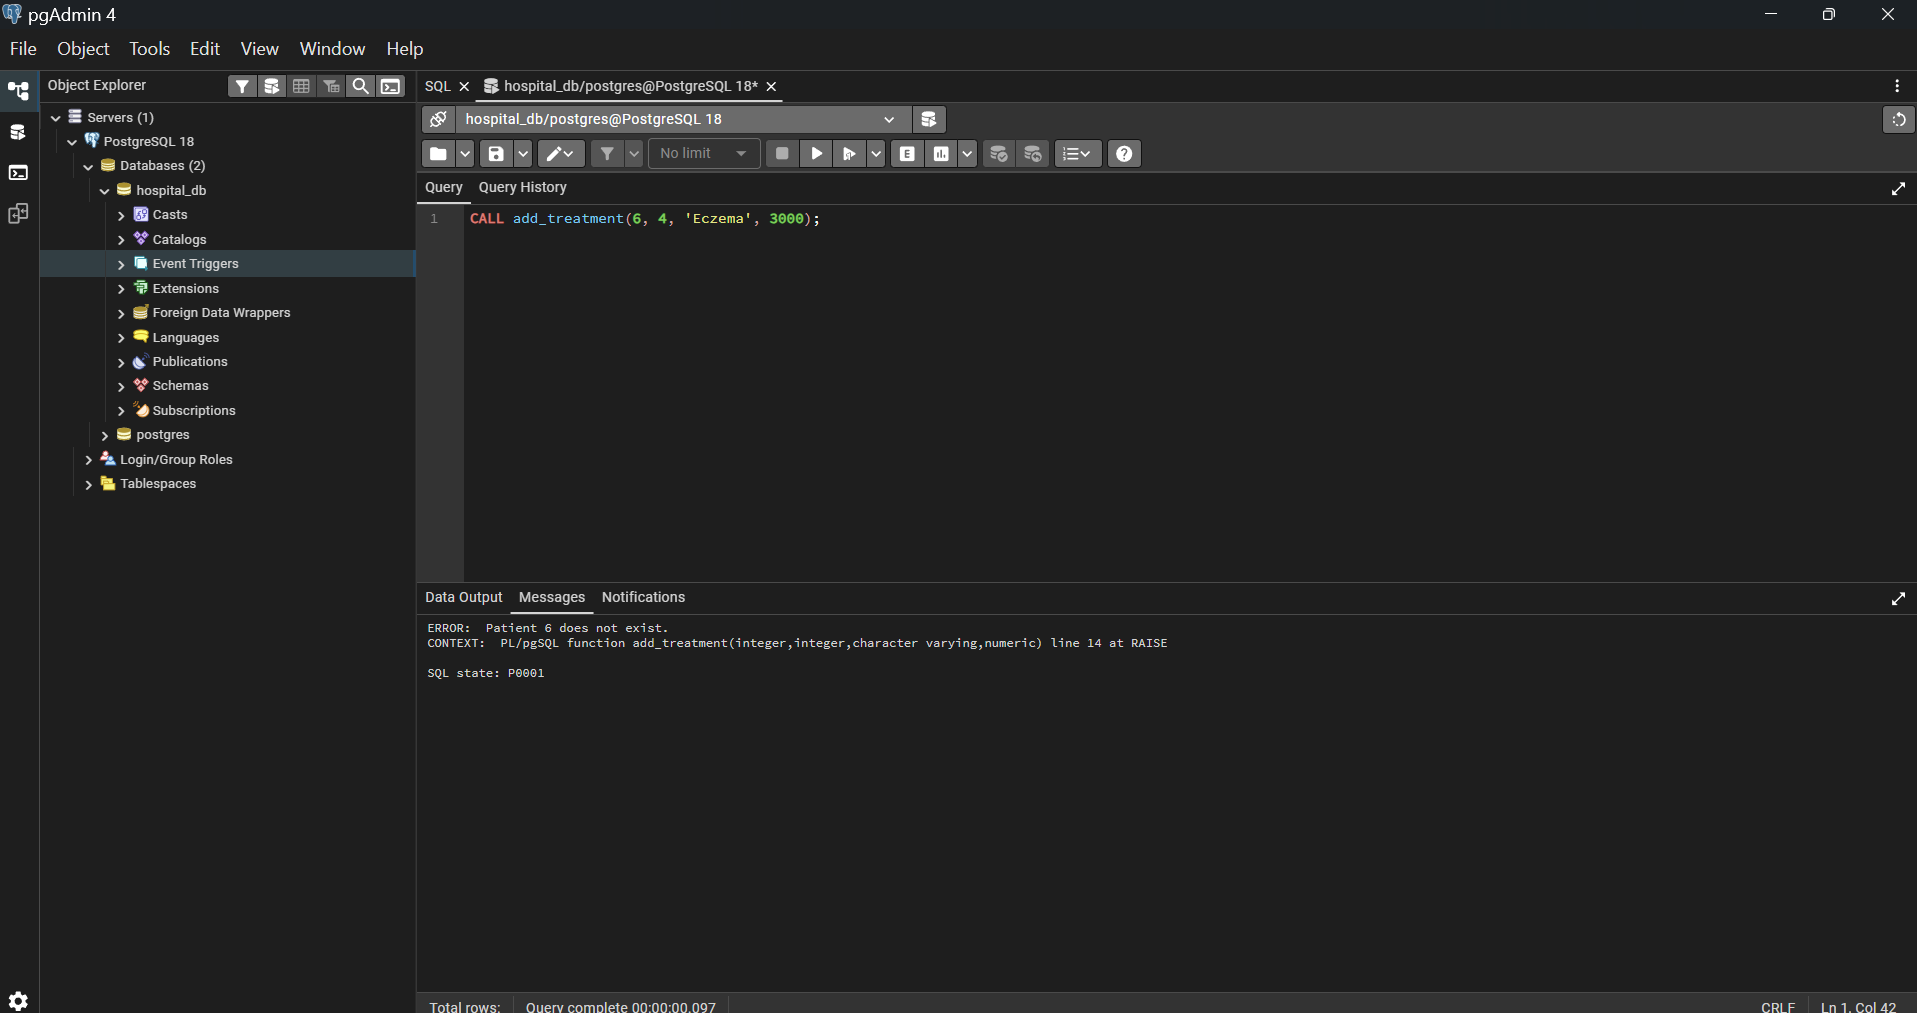 pgAdmin 4
File Object Tools Edit View Window Help
Object Explorer
SQL hospital_db/postgres@PostgreSQL 18*
Servers (1)
hospital_db/postgres@PostgreSQL 18
PostgreSQL 18
No limit
E
Databases (2)
hospital_db
Query Query History
Casts
1 CALL add_treatment(6, 4, 'Eczema', 3000);
Catalogs
Event Triggers
Extensions
Foreign Data Wrappers
Languages
Publications
Schemas
Subscriptions
postgres
Login/Group Roles
Tablespaces
Data Output Messages Notifications
ERROR: Patient 6 does not exist.
CONTEXT: PL/pgSQL function add_treatment(integer,integer,character varying,numeric) line 14 at RAISE
SQL state: P0001
Total rows: Query complete 00:00:00.097 CRLF Ln 1, Col 42